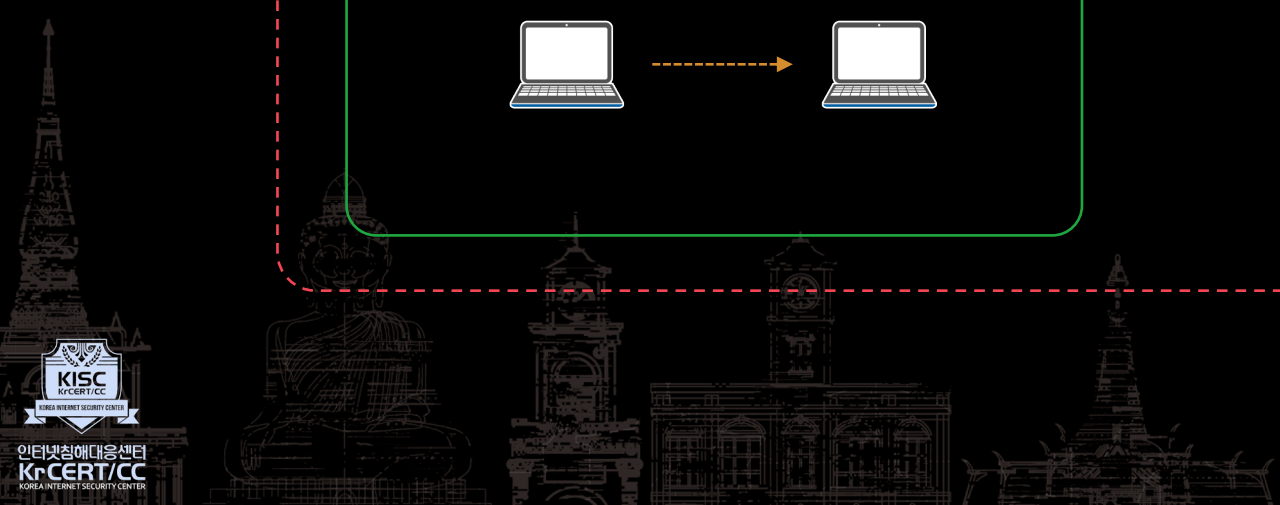 KISC
KrCERT/CC
KOREA INTERNET SECURITY CENTER
인터넷침해대응센터
KrCERT/CC
KOREA INTERNET SECURITY CENTER